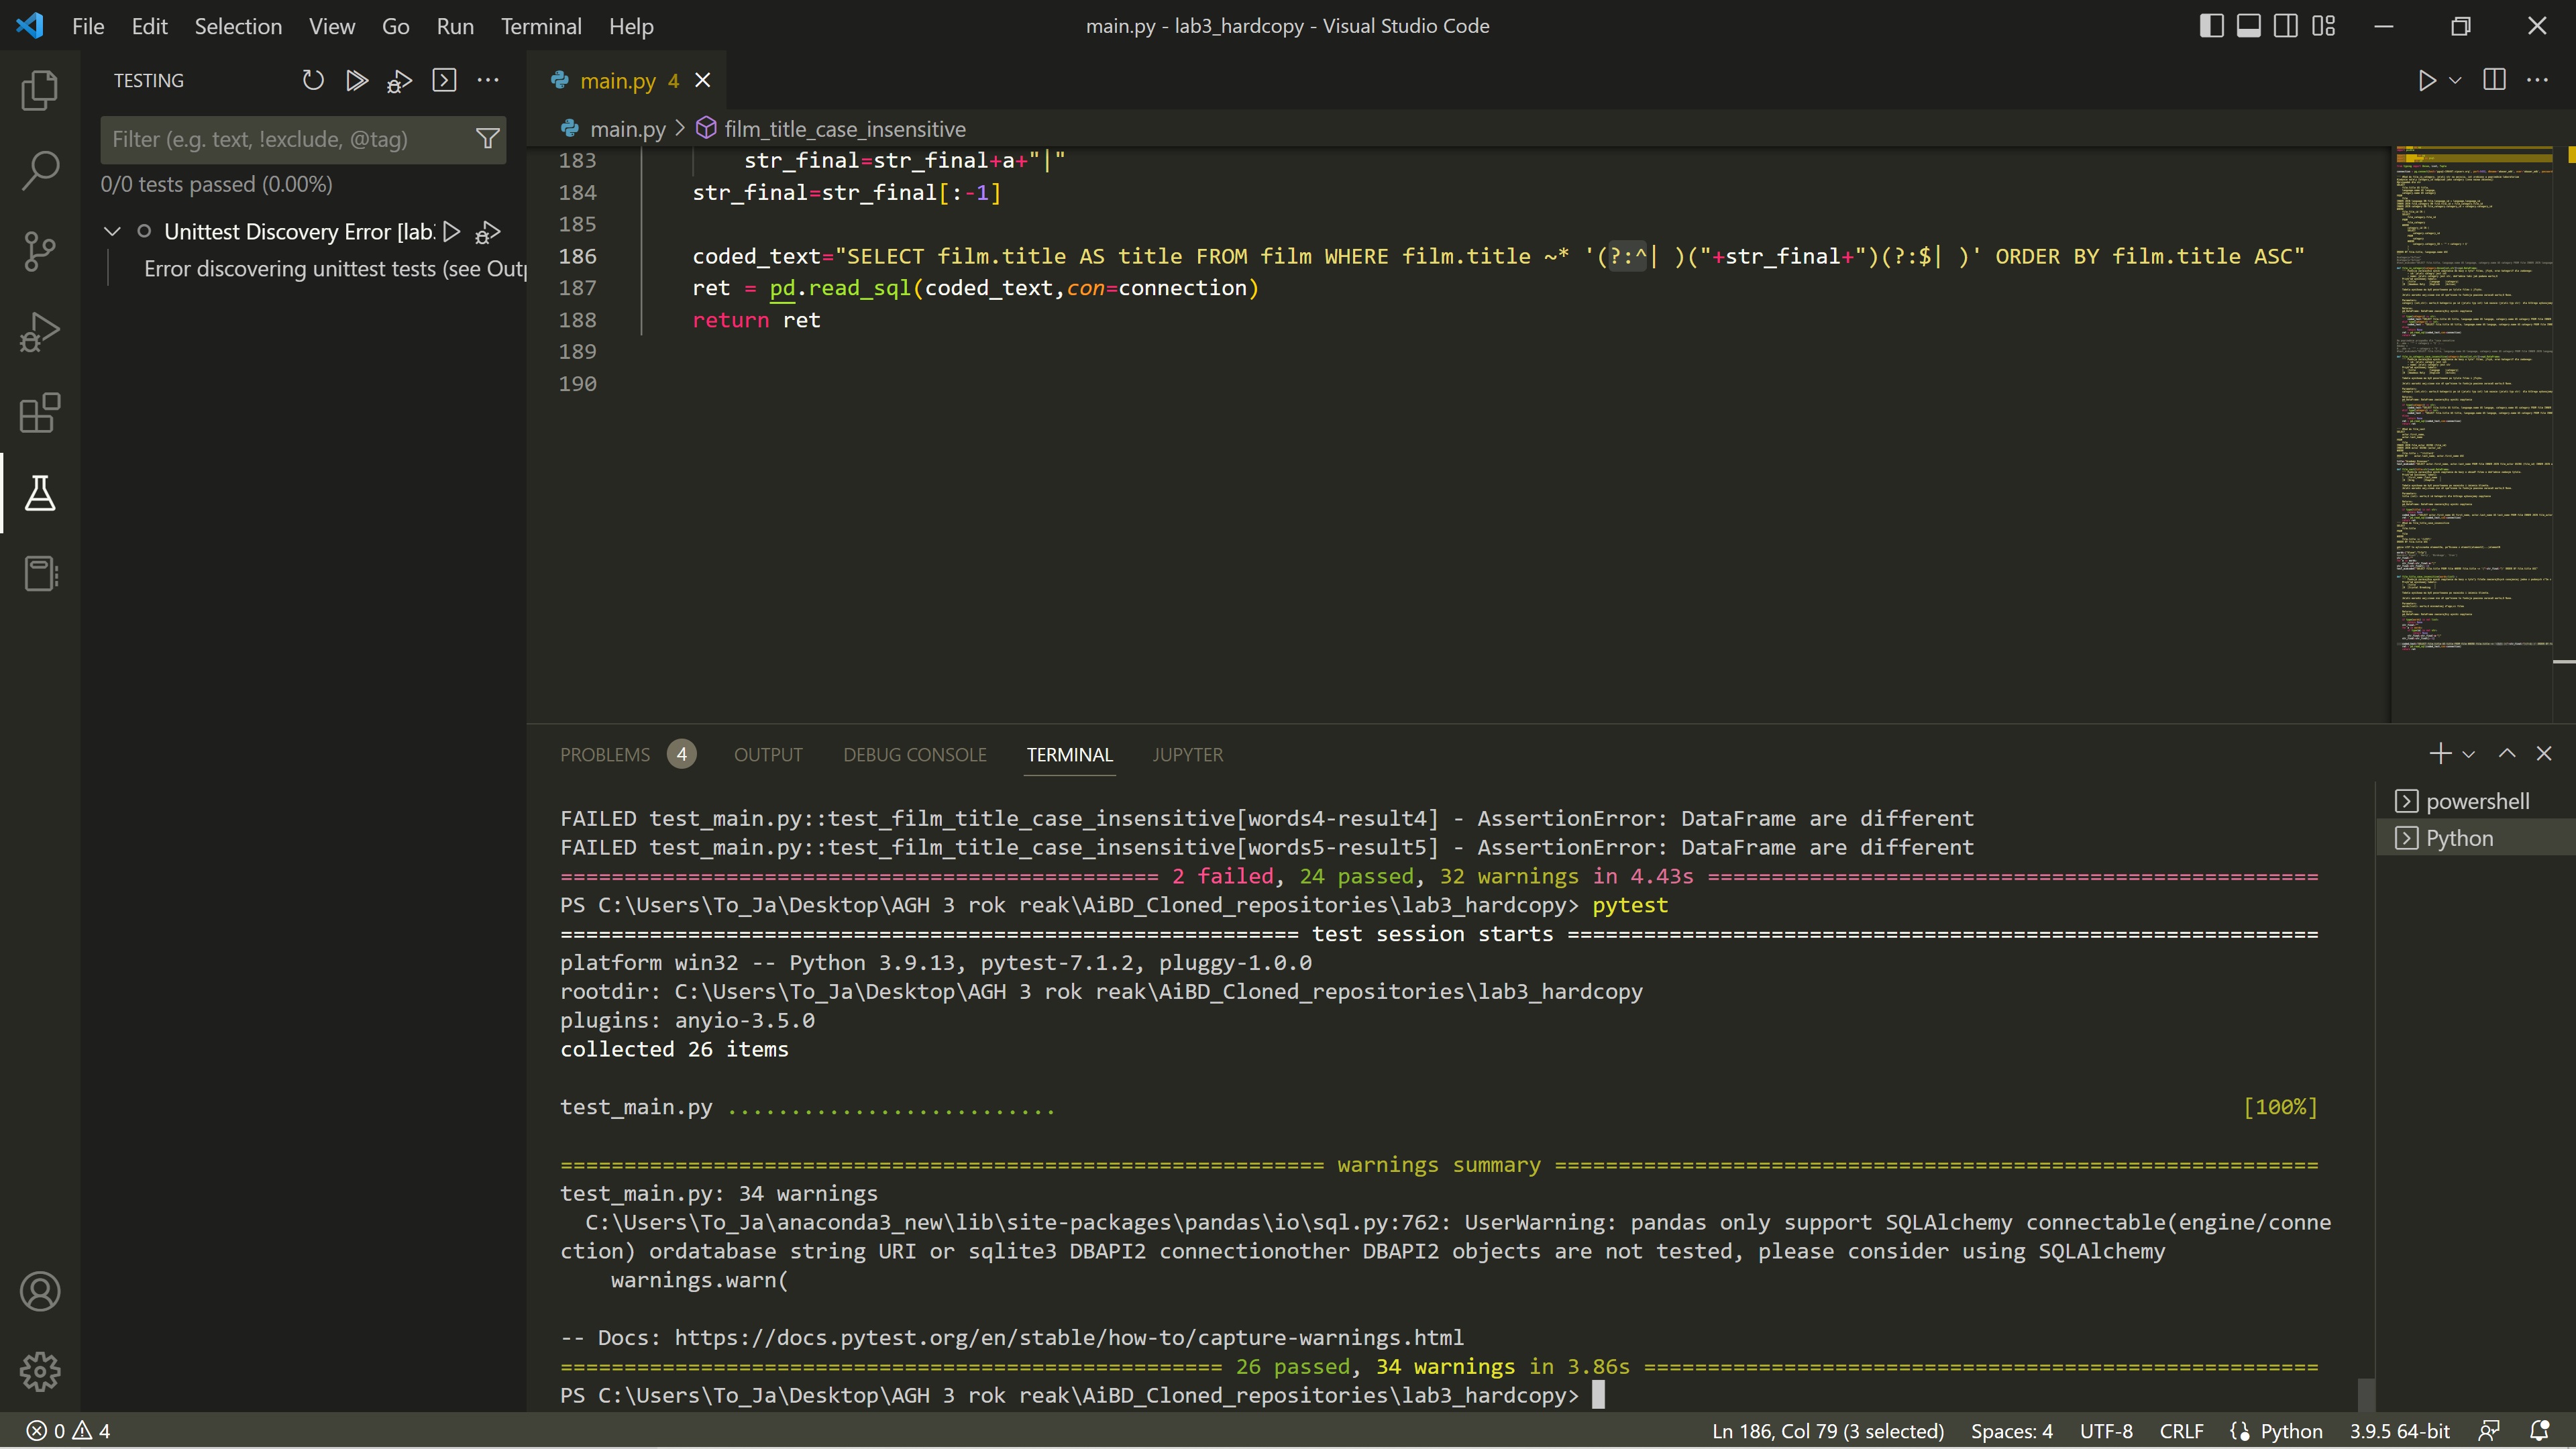 File Edit Selection View Go Run Terminal Help
main.py - lab3_hardcopy - Visual Studio Code
TESTING
Filter (e.g. text, !exclude, @tag)
0/0 tests passed (0.00%)
Unittest Discovery Error [lab
Error discovering unittest tests (see Out
main.py 4
main.py > film_title_case_insensitive
183 str_final=str_final+a+"|"
184 str_final=str_final[:-1]
185
186 coded_text="SELECT film.title AS title FROM film WHERE film.title ~* '(?:^| )("+str_final+")(?:$| )' ORDER BY film.title ASC"
187 ret = pd.read_sql(coded_text,con=connection)
188 return ret
189
190
PROBLEMS 4 OUTPUT DEBUG CONSOLE TERMINAL JUPYTER
powershell
Python
FAILED test_main.py::test_film_title_case_insensitive[words4-result4] - AssertionError: DataFrame are different
FAILED test_main.py::test_film_title_case_insensitive[words5-result5] - AssertionError: DataFrame are different
=============================================== 2 failed, 24 passed, 32 warnings in 4.43s ================================================
PS C:\Users\To_Ja\Desktop\AGH 3 rok reak\AiBD_Cloned_repositories\lab3_hardcopy> pytest
========================================================== test session starts ===========================================================
platform win32 -- Python 3.9.13, pytest-7.1.2, pluggy-1.0.0
rootdir: C:\Users\To_Ja\Desktop\AGH 3 rok reak\AiBD_Cloned_repositories\lab3_hardcopy
plugins: anyio-3.5.0
collected 26 items
test_main.py .......................... [100%]
============================================================ warnings summary ============================================================
test_main.py: 34 warnings
C:\Users\To_Ja\anaconda3_new\lib\site-packages\pandas\io\sql.py:762: UserWarning: pandas only support SQLAlchemy connectable(engine/conne
ction) ordatabase string URI or sqlite3 DBAPI2 connectionother DBAPI2 objects are not tested, please consider using SQLAlchemy
warnings.warn(
-- Docs: https://docs.pytest.org/en/stable/how-to/capture-warnings.html
==================================================== 26 passed, 34 warnings in 3.86s =====================================================
PS C:\Users\To_Ja\Desktop\AGH 3 rok reak\AiBD_Cloned_repositories\lab3_hardcopy>
0 4
Ln 186, Col 79 (3 selected) Spaces: 4 UTF-8 CRLF Python 3.9.5 64-bit